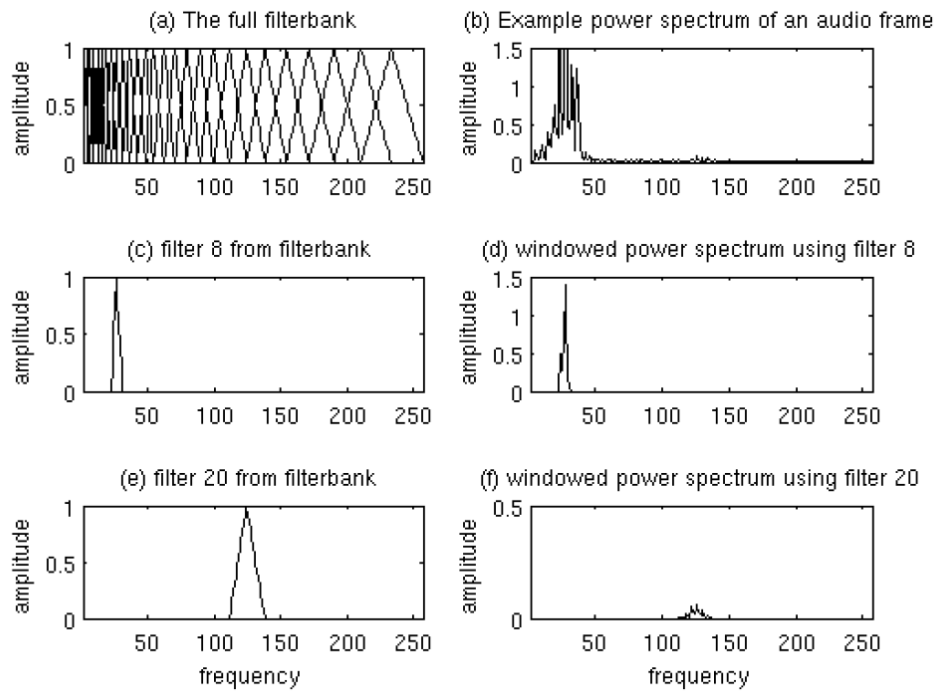 (a) The full filterbank
amplitude
1
0.5
0
50 100 150 200 250
(b) Example power spectrum of an audio frame
amplitude
1.5
1
0.5
0
50 100 150 200 250
(c) filter 8 from filterbank
amplitude
1
0.5
0
50 100 150 200 250
(d) windowed power spectrum using filter 8
amplitude
1.5
1
0.5
0
50 100 150 200 250
(e) filter 20 from filterbank
amplitude
1
0.5
0
50 100 150 200 250
frequency
(f) windowed power spectrum using filter 20
amplitude
0.5
0
50 100 150 200 250
frequency